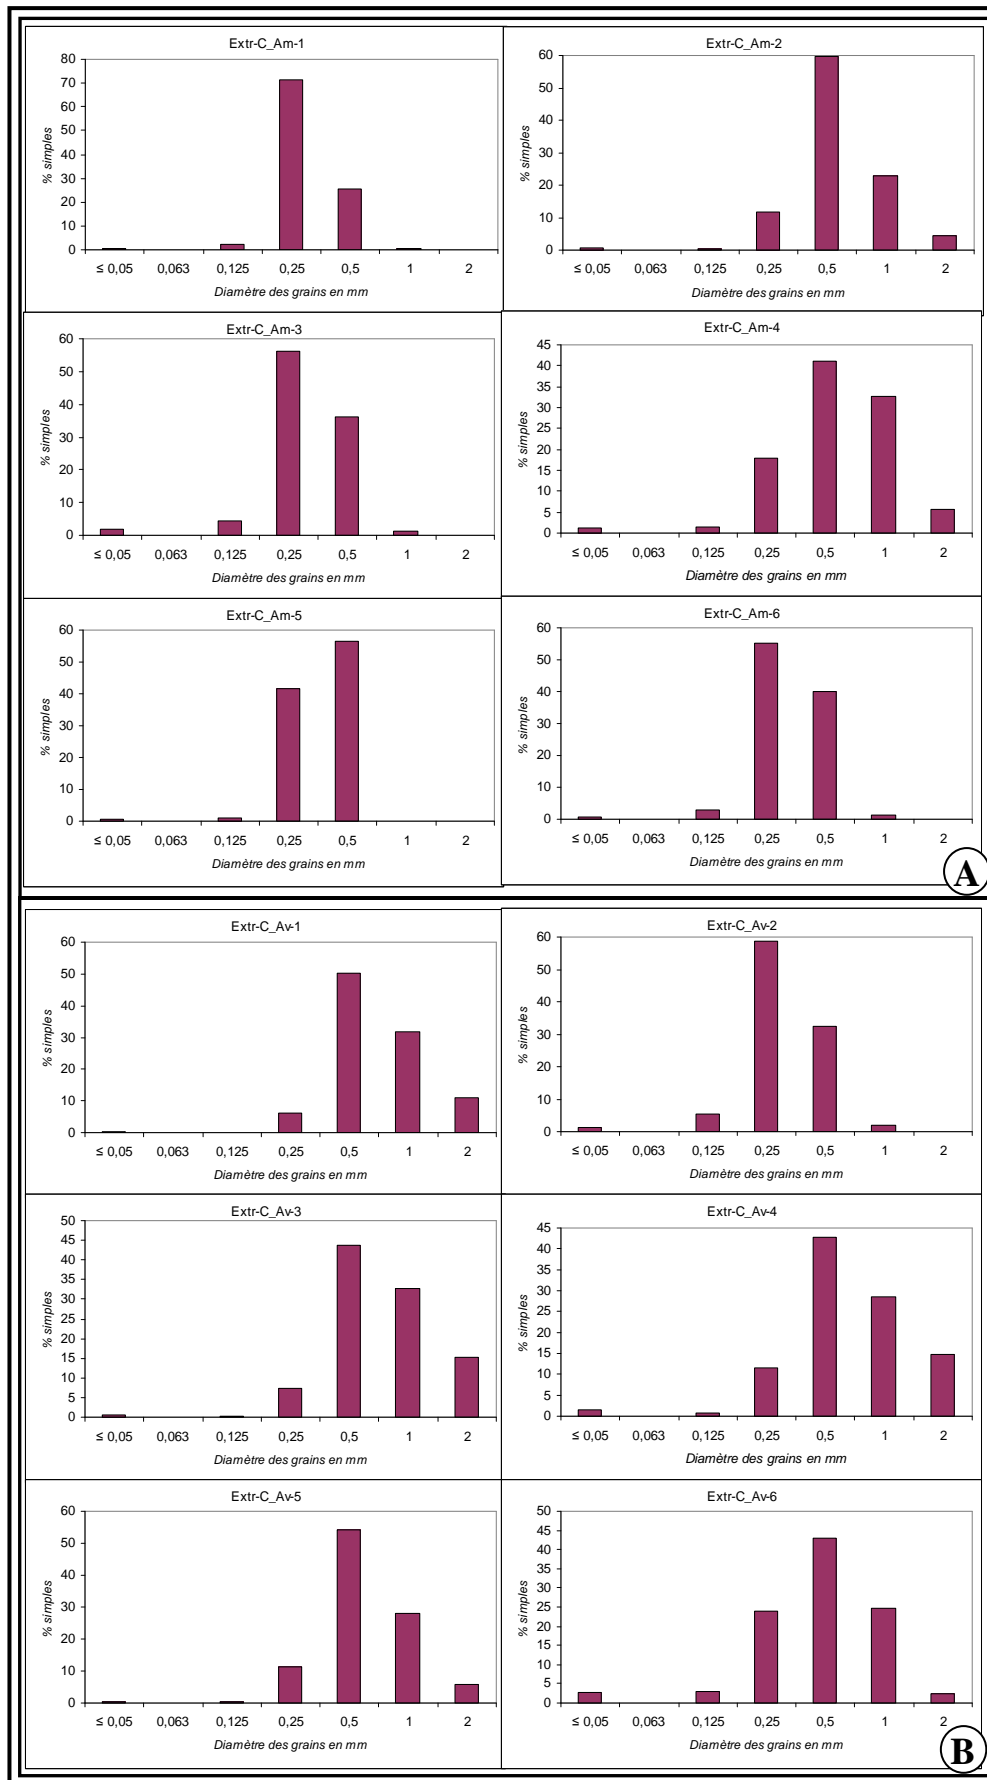 Extr-C_Am-1
80
70
60
50
40
30
20
10
0
% simples
≤ 0,05 0,063 0,125 0,25 0,5 1 2
Diamètre des grains en mm
Extr-C_Am-2
60
50
40
30
20
10
0
% simples
≤ 0,05 0,063 0,125 0,25 0,5 1 2
Diamètre des grains en mm
Extr-C_Am-3
60
50
40
30
20
10
0
% simples
≤ 0,05 0,063 0,125 0,25 0,5 1 2
Diamètre des grains en mm
Extr-C_Am-4
45
40
35
30
25
20
15
10
5
0
% simples
≤ 0,05 0,063 0,125 0,25 0,5 1 2
Diamètre des grains en mm
Extr-C_Am-5
60
50
40
30
20
10
0
% simples
≤ 0,05 0,063 0,125 0,25 0,5 1 2
Diamètre des grains en mm
Extr-C_Am-6
60
50
40
30
20
10
0
% simples
≤ 0,05 0,063 0,125 0,25 0,5 1 2
Diamètre des grains en mm
A
Extr-C_Av-1
60
50
40
30
20
10
0
% simples
≤ 0,05 0,063 0,125 0,25 0,5 1 2
Diamètre des grains en mm
Extr-C_Av-2
60
50
40
30
20
10
0
% simples
≤ 0,05 0,063 0,125 0,25 0,5 1 2
Diamètre des grains en mm
Extr-C_Av-3
50
45
40
35
30
25
20
15
10
5
0
% simples
≤ 0,05 0,063 0,125 0,25 0,5 1 2
Diamètre des grains en mm
Extr-C_Av-4
45
40
35
30
25
20
15
10
5
0
% simples
≤ 0,05 0,063 0,125 0,25 0,5 1 2
Diamètre des grains en mm
Extr-C_Av-5
60
50
40
30
20
10
0
% simples
≤ 0,05 0,063 0,125 0,25 0,5 1 2
Diamètre des grains en mm
Extr-C_Av-6
50
45
40
35
30
25
20
15
10
5
0
% simples
≤ 0,05 0,063 0,125 0,25 0,5 1 2
Diamètre des grains en mm
B